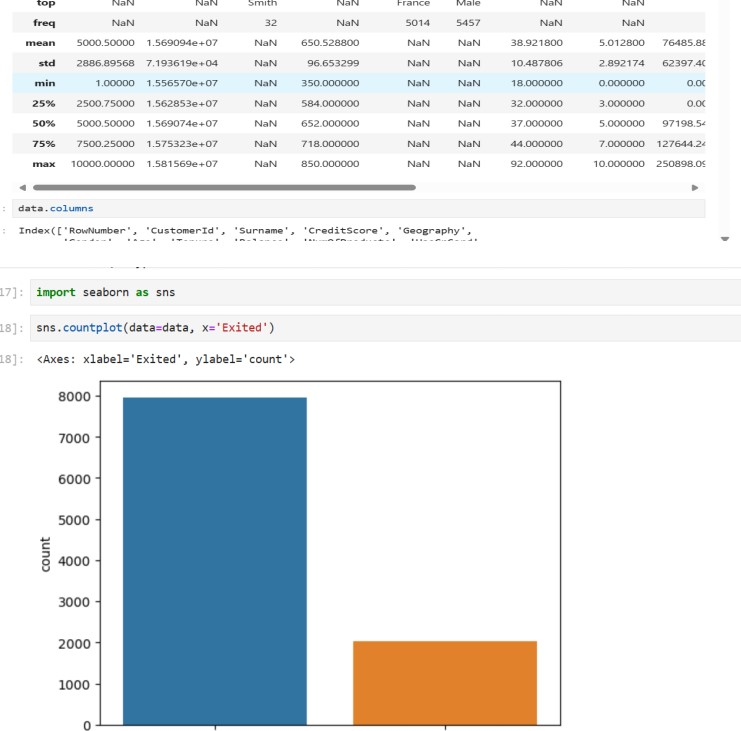 top NaN NaN Smith NaN France Male NaN NaN
freq NaN NaN 32 NaN 5014 5457 NaN NaN
mean 5000.50000 1.569094e+07 NaN 650.528800 NaN NaN 38.921800 5.012800 76485.88
std 2886.89568 7.193619e+04 NaN 96.653299 NaN NaN 10.487806 2.892174 62397.40
min 1.00000 1.556570e+07 NaN 350.000000 NaN NaN 18.000000 0.000000 0.00
25% 2500.75000 1.562853e+07 NaN 584.000000 NaN NaN 32.000000 3.000000 0.00
50% 5000.50000 1.569074e+07 NaN 652.000000 NaN NaN 37.000000 5.000000 97198.54
75% 7500.25000 1.575323e+07 NaN 718.000000 NaN NaN 44.000000 7.000000 127644.24
max 10000.00000 1.581569e+07 NaN 850.000000 NaN NaN 92.000000 10.000000 250898.09
: data.columns
: Index(['RowNumber', 'CustomerId', 'Surname', 'CreditScore', 'Geography',
17]: import seaborn as sns
18]: sns.countplot(data=data, x='Exited')
18]: <Axes: xlabel='Exited', ylabel='count'>
8000
7000
6000
5000
4000
3000
2000
1000
0
count